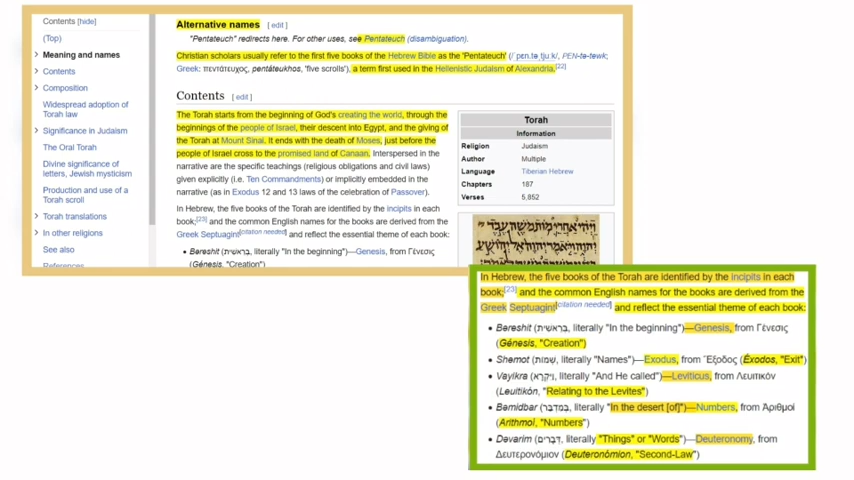 Contents [hide]
(Top)
Meaning and names
Contents
Composition
Widespread adoption of
Torah law
Significance in Judaism
The Oral Torah
Divine significance of
letters, Jewish mysticism
Production and use of a
Torah scroll
Torah translations
In other religions
See also
References
Alternative names [ edit ]
"Pentateuch" redirects here. For other uses, see Pentateuch (disambiguation).
Christian scholars usually refer to the first five books of the Hebrew Bible as the 'Pentateuch' (/ˈpɛn.tə.tjuːk/, PEN-tə-tewk;
Greek: πεντάτευχος, pentáteukhos, 'five scrolls'), a term first used in the Hellenistic Judaism of Alexandria.[22]
Contents [ edit ]
The Torah starts from the beginning of God's creating the world, through the
beginnings of the people of Israel, their descent into Egypt, and the giving of
the Torah at Mount Sinai. It ends with the death of Moses, just before the
people of Israel cross to the promised land of Canaan. Interspersed in the
narrative are the specific teachings (religious obligations and civil laws)
given explicitly (i.e. Ten Commandments) or implicitly embedded in the
narrative (as in Exodus 12 and 13 laws of the celebration of Passover).
In Hebrew, the five books of the Torah are identified by the incipits in each
book;[23] and the common English names for the books are derived from the
Greek Septuagint[citation needed] and reflect the essential theme of each book:
• Bəreshit (בְּרֵאשִׁית, literally "In the beginning")—Genesis, from Γένεσις
(Génesis, "Creation")
Torah
Information
Religion Judaism
Author Multiple
Language Tiberian Hebrew
Chapters 187
Verses 5,852
In Hebrew, the five books of the Torah are identified by the incipits in each
book;[23] and the common English names for the books are derived from the
Greek Septuagint[citation needed] and reflect the essential theme of each book:
• Bəreshit (בְּרֵאשִׁית, literally "In the beginning")—Genesis, from Γένεσις
(Génesis, "Creation")
• Shəmot (שְׁמוֹת, literally "Names")—Exodus, from Ἔξοδος (Éxodos, "Exit")
• Vayikra (וַיִּקְרָא, literally "And He called")—Leviticus, from Λευιτικόν
(Leuitikón, "Relating to the Levites")
• Bəmidbar (בְּמִדְבַּר, literally "In the desert [of]")—Numbers, from Ἀριθμοί
(Arithmoí, "Numbers")
• Dəvarim (דְּבָרִים, literally "Things" or "Words")—Deuteronomy, from
Δευτερονόμιον (Deuteronómion, "Second-Law")